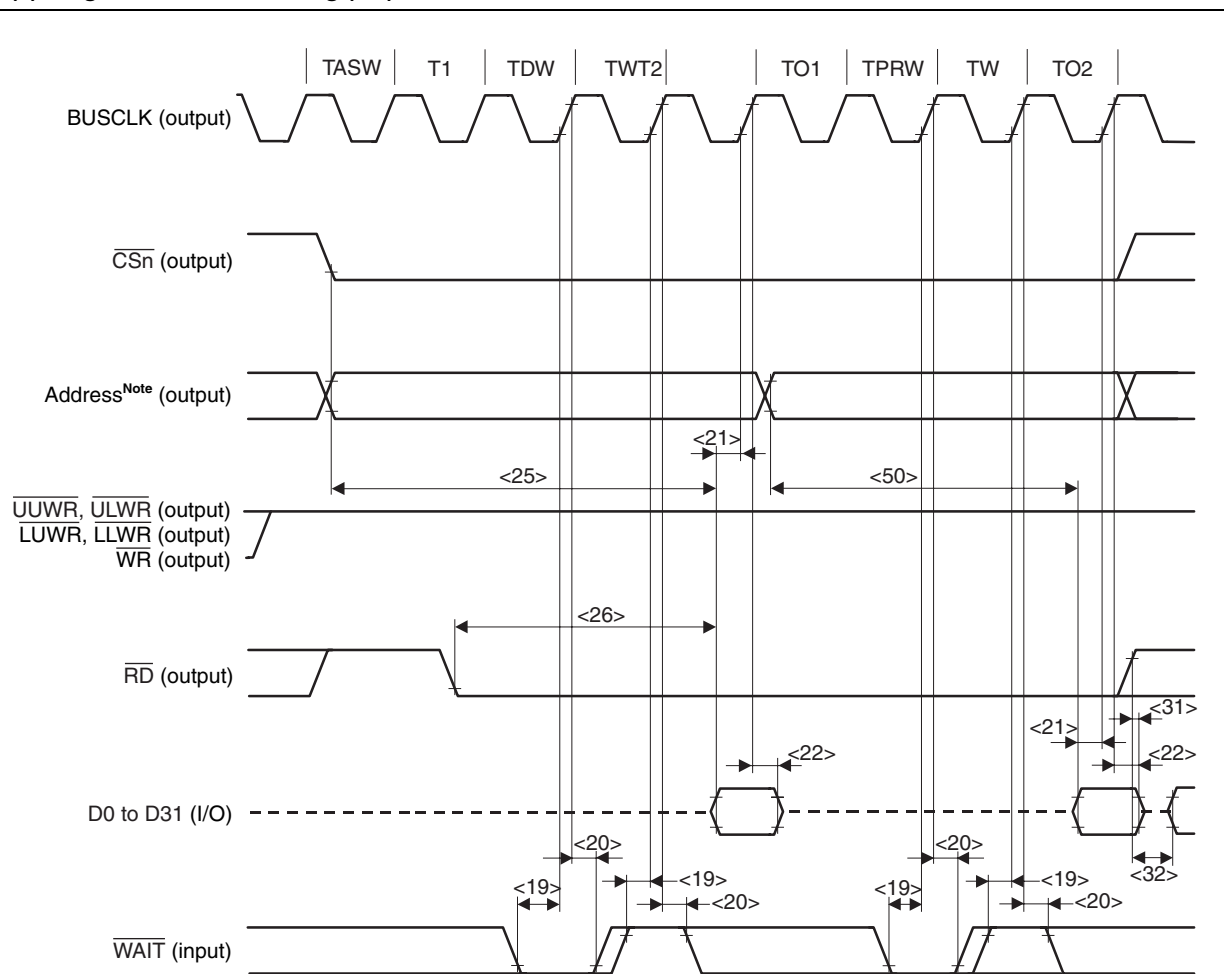 TASW T1 TDW TWT2 TO1 TPRW TW TO2
BUSCLK (output)
CSn (output)
AddressNote (output)
<21>
<25> <50>
UUWR, ULWR (output)
LUWR, LLWR (output)
WR (output)
<26>
RD (output)
<31>
<21>
<22> <22>
D0 to D31 (I/O)
<20> <20>
<32>
<19> <19> <19> <19>
<20> <20>
WAIT (input)